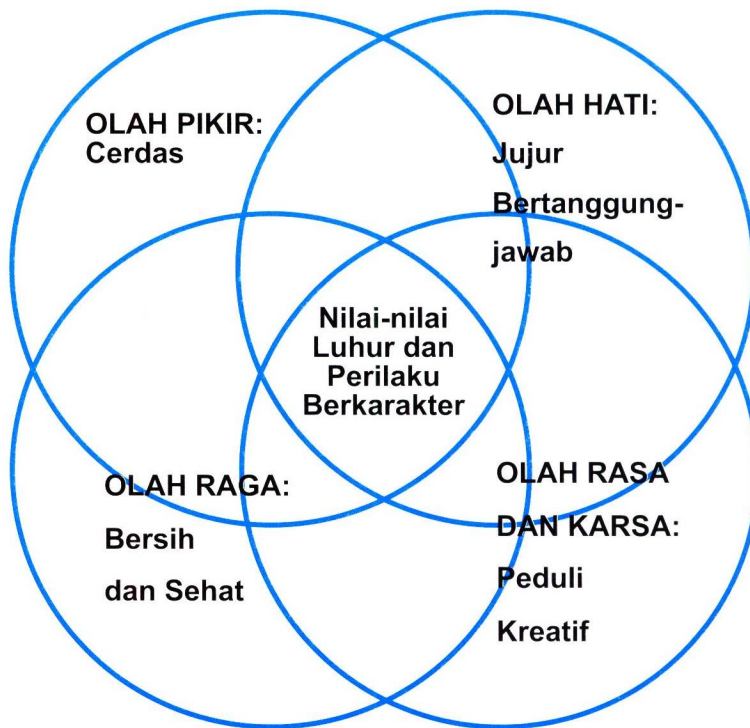 OLAH PIKIR:
Cerdas
OLAH HATI:
Jujur
Bertanggung-
jawab
Nilai-nilai
Luhur dan
Perilaku
Berkarakter
OLAH RAGA:
Bersih
dan Sehat
OLAH RASA
DAN KARSA:
Peduli
Kreatif